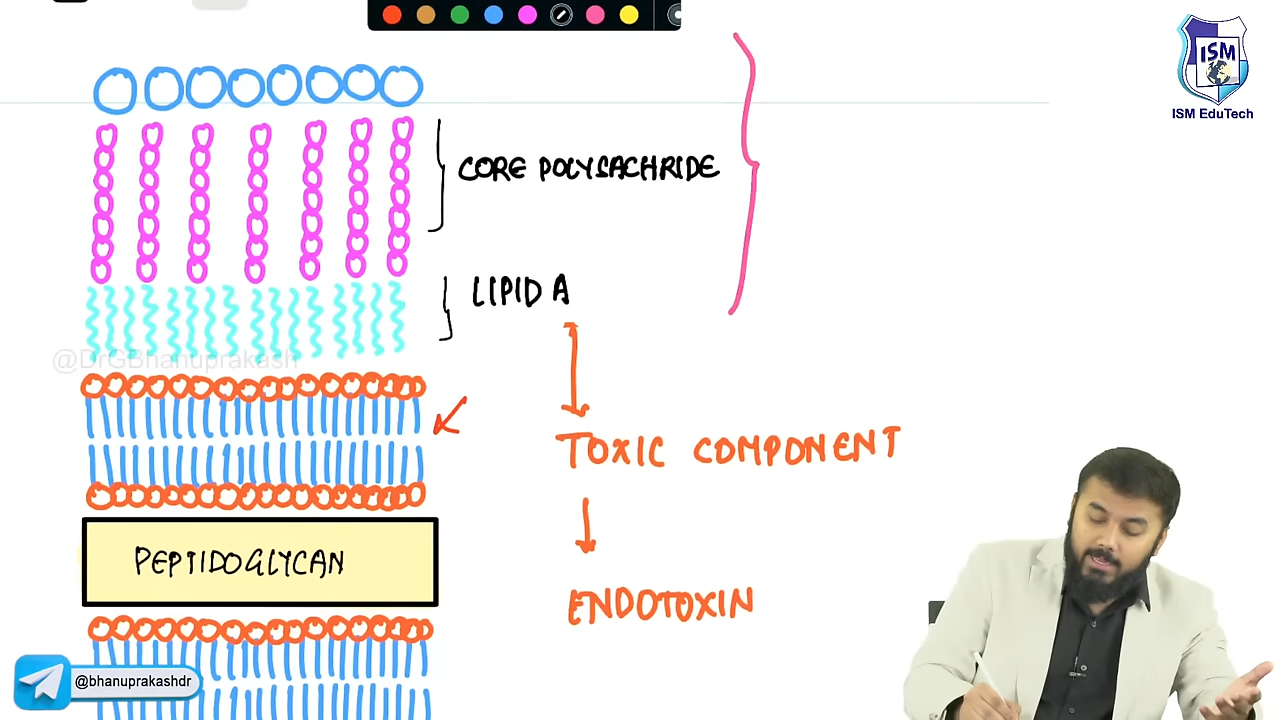 ISM
ISM EduTech
CORE POLYSACHRIDE
LIPID A
@DrGBhanuprakash
TOXIC COMPONENT
PEPTIDOGLYCAN
ENDOTOXIN
@bhanuprakashdr